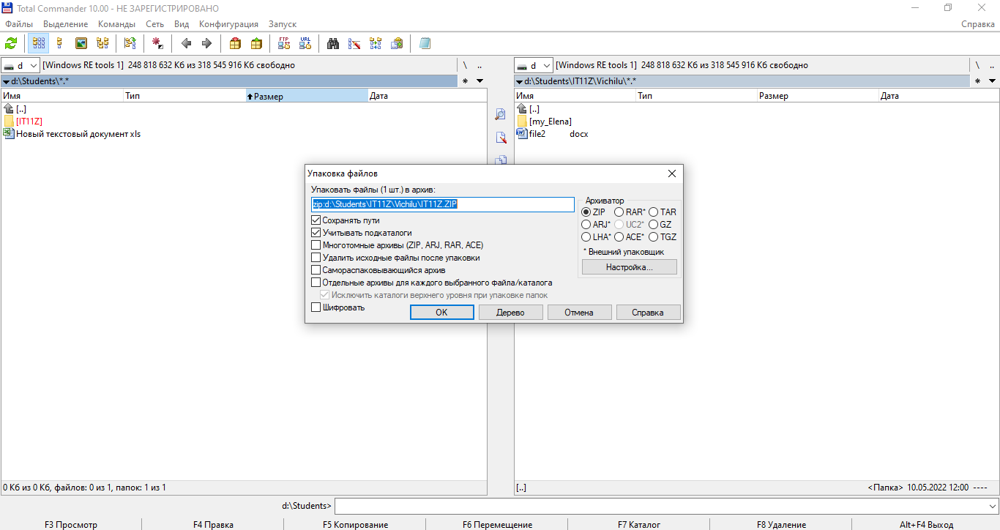 Total Commander 10.00 - НЕ ЗАРЕГИСТРИРОВАНО
Файлы Выделение Команды Сеть Вид Конфигурация Запуск Справка
FTP URL
d [Windows RE tools 1] 248 818 632 Кб из 318 545 916 Кб свободно \ ..
d [Windows RE tools 1] 248 818 632 Кб из 318 545 916 Кб свободно \ ..
d:\Students\*.* *
d:\Students\IT11Z\Vichilu\*.* *
Имя Тип Размер Дата
Имя Тип Размер Дата
[..]
[IT11Z]
Новый текстовый документ xls
[..]
[my_Elena]
file2 docx
Упаковка файлов
Упаковать файлы (1 шт.) в архив:
zip:d:\Students\IT11Z\Vichilu\IT11Z.ZIP
Сохранять пути
Учитывать подкаталоги
Многотомные архивы (ZIP, ARJ, RAR, ACE)
Удалить исходные файлы после упаковки
Самораспаковывающийся архив
Отдельные архивы для каждого выбранного файла/каталога
Исключить каталоги верхнего уровня при упаковке папок
Шифровать
Архиватор
ZIP RAR* TAR
ARJ* UC2* GZ
LHA* ACE* TGZ
* Внешний упаковщик
Настройка...
OK Дерево Отмена Справка
0 Кб из 0 Кб, файлов: 0 из 1, папок: 1 из 1
[..] <Папка> 10.05.2022 12:00 ----
d:\Students>
F3 Просмотр F4 Правка F5 Копирование F6 Перемещение F7 Каталог F8 Удаление Alt+F4 Выход